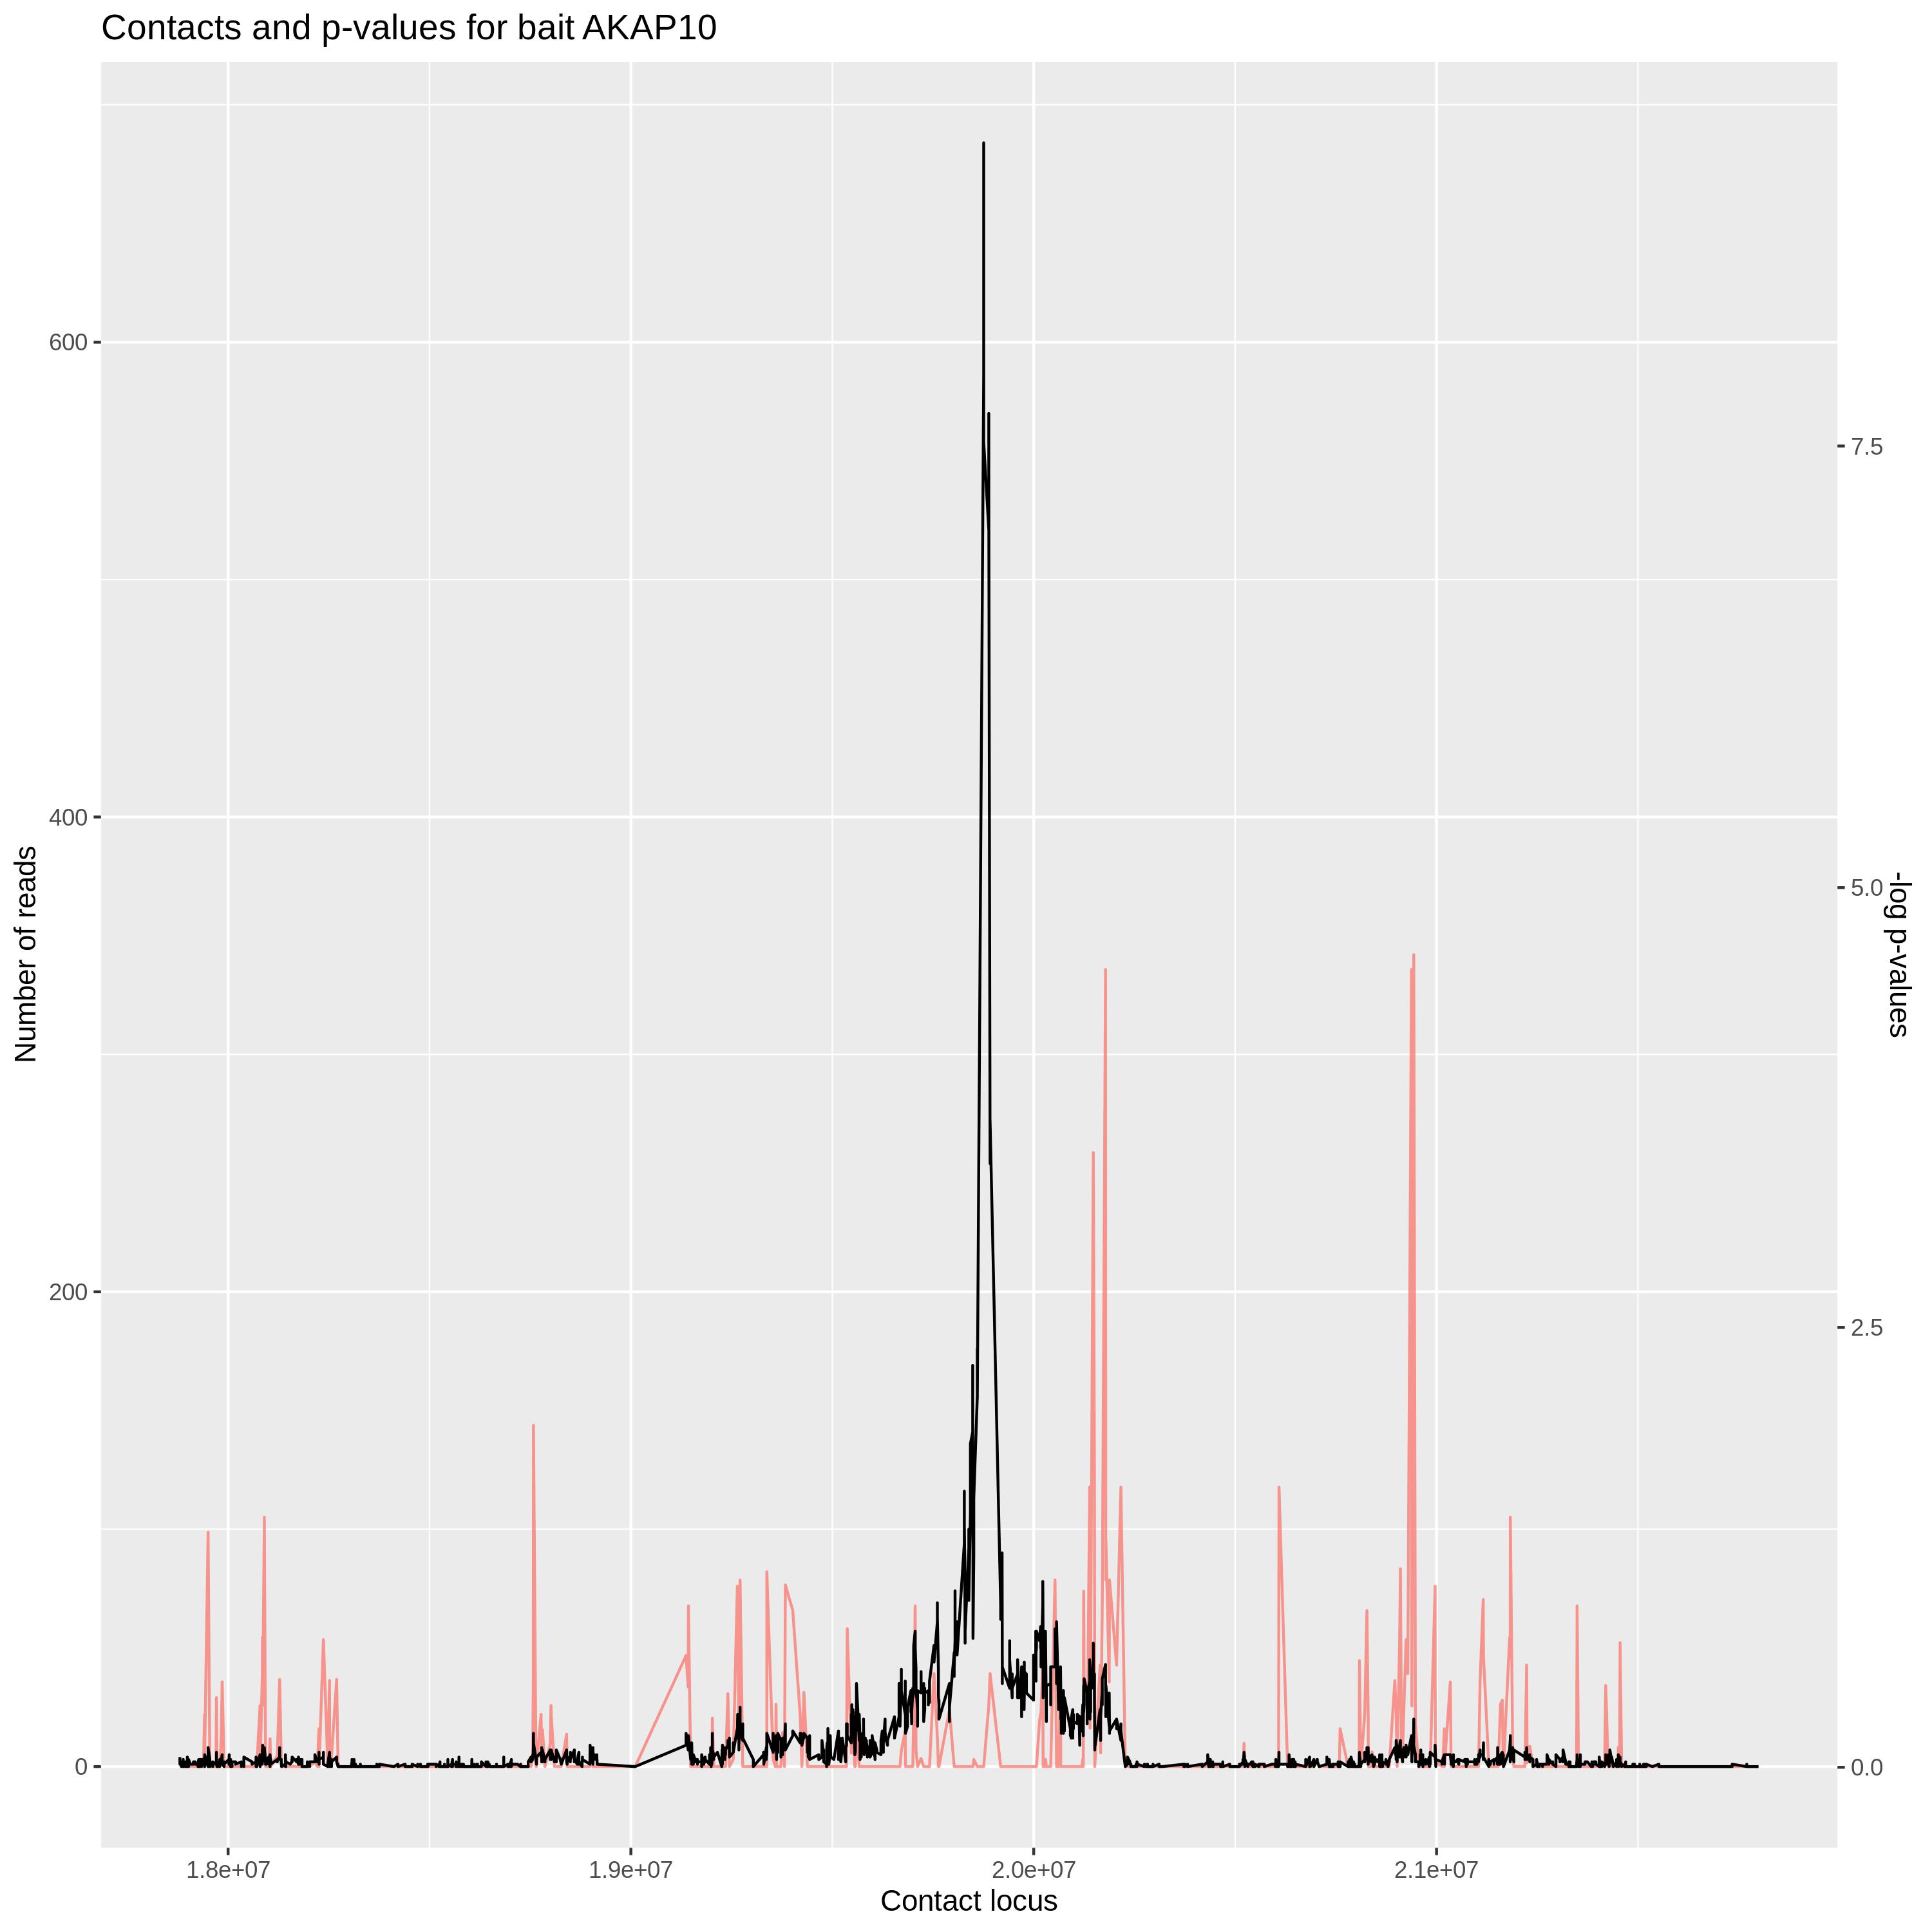 Contacts and p-values for bait AKAP10
600
400
200
0
Number of reads
7.5
5.0
2.5
0.0
-log p-values
1.8e+07
1.9e+07
2.0e+07
2.1e+07
Contact locus